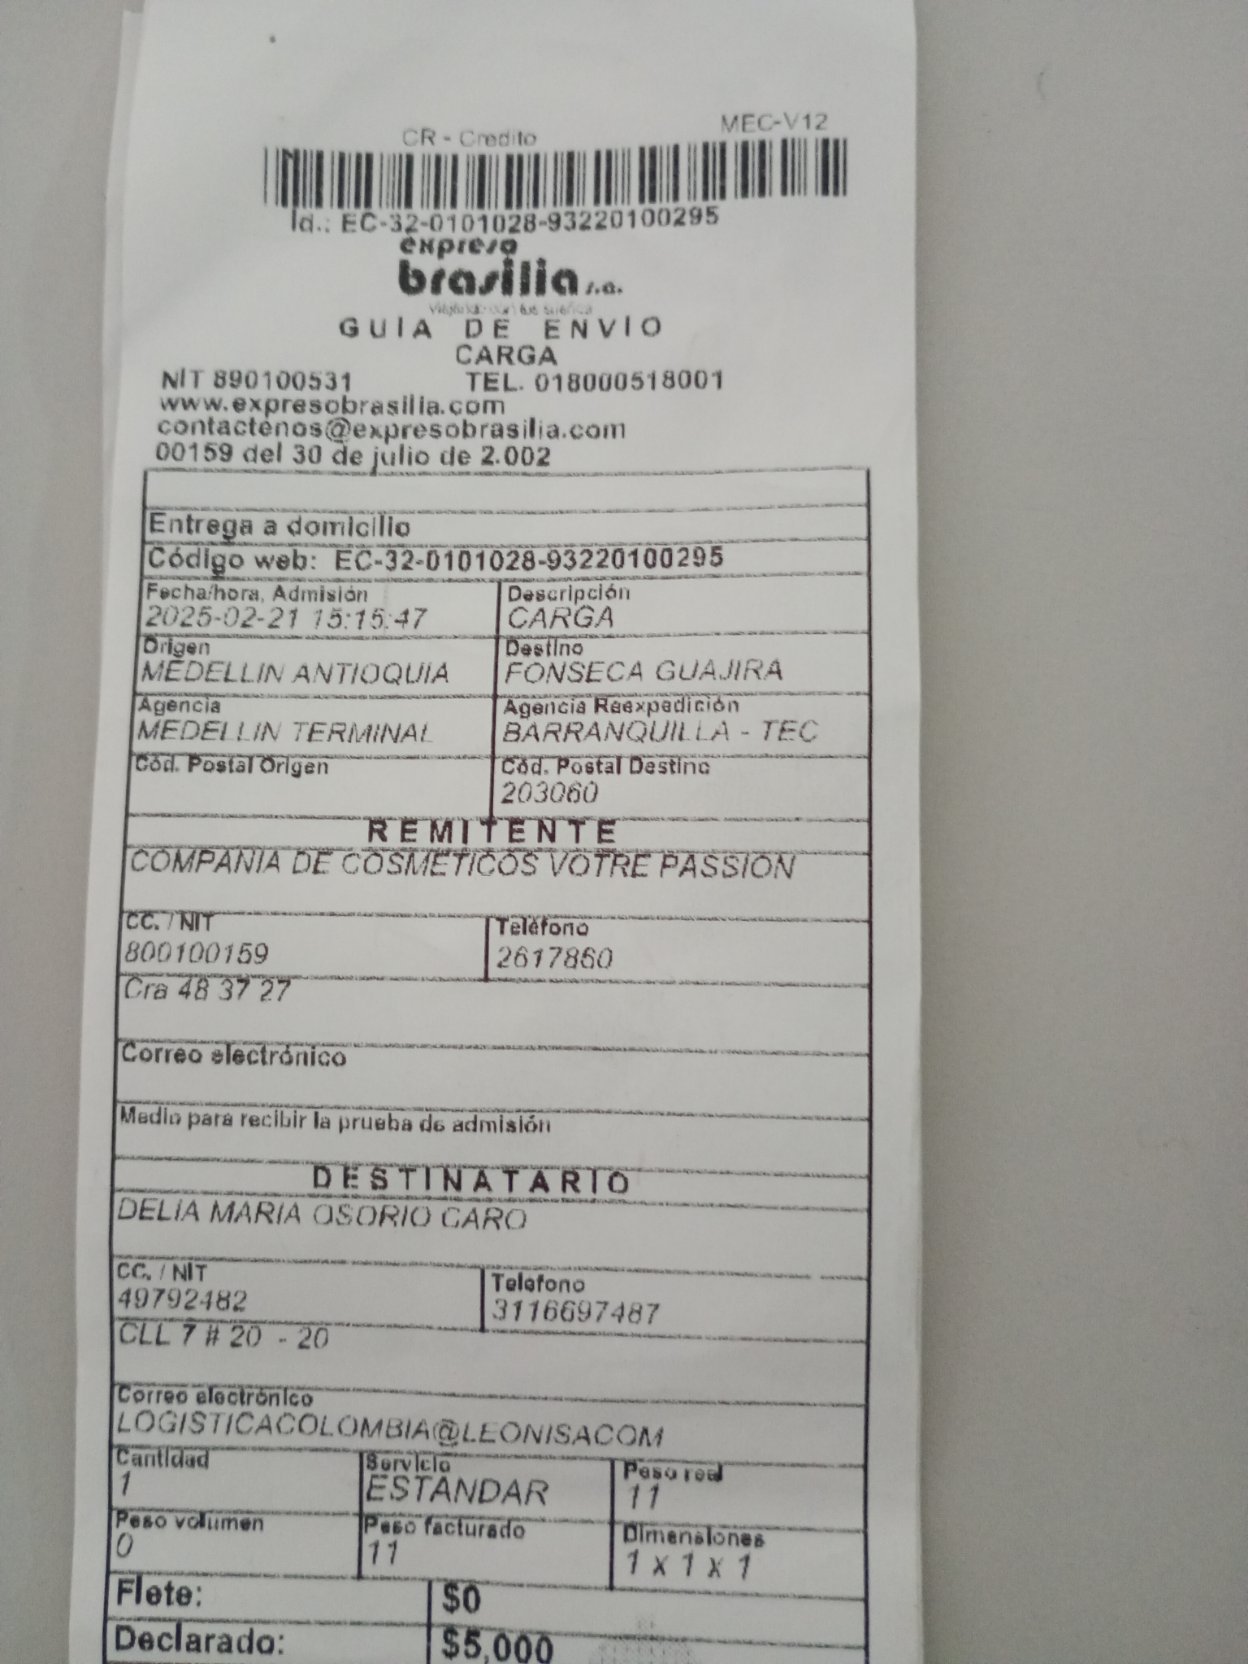 CR - Credito MEC-V12
Id.: EC-32-0101028-93220100295
expreso
brasilia s.a.
GUIA DE ENVIO
CARGA
NIT 890100531 TEL. 018000518001
www.expresobrasilia.com
contactenos@expresobrasilia.com
00159 del 30 de julio de 2.002
Entrega a domicilio
Código web: EC-32-0101028-93220100295
Fecha/hora, Admisión Descripción
2025-02-21 15:15:47 CARGA
Origen Destino
MEDELLIN ANTIOQUIA FONSECA GUAJIRA
Agencia Agencia Reexpedición
MEDELLIN TERMINAL BARRANQUILLA - TEC
Cód. Postal Origen Cód. Postal Destino
203060
REMITENTE
COMPANIA DE COSMETICOS VOTRE PASSION
CC. / NIT Teléfono
800100159 2617860
Cra 48 37 27
Correo electrónico
Medio para recibir la prueba de admisión
DESTINATARIO
DELIA MARIA OSORIO CARO
CC. / NIT Telefono
49792482 3116697487
CLL 7 # 20 - 20
Correo electrónico
LOGISTICACOLOMBIA@LEONISACOM
Cantidad Servicio Peso real
1 ESTANDAR 11
Peso volumen Peso facturado Dimensiones
0 11 1 x 1 x 1
Flete: $0
Declarado: $5,000